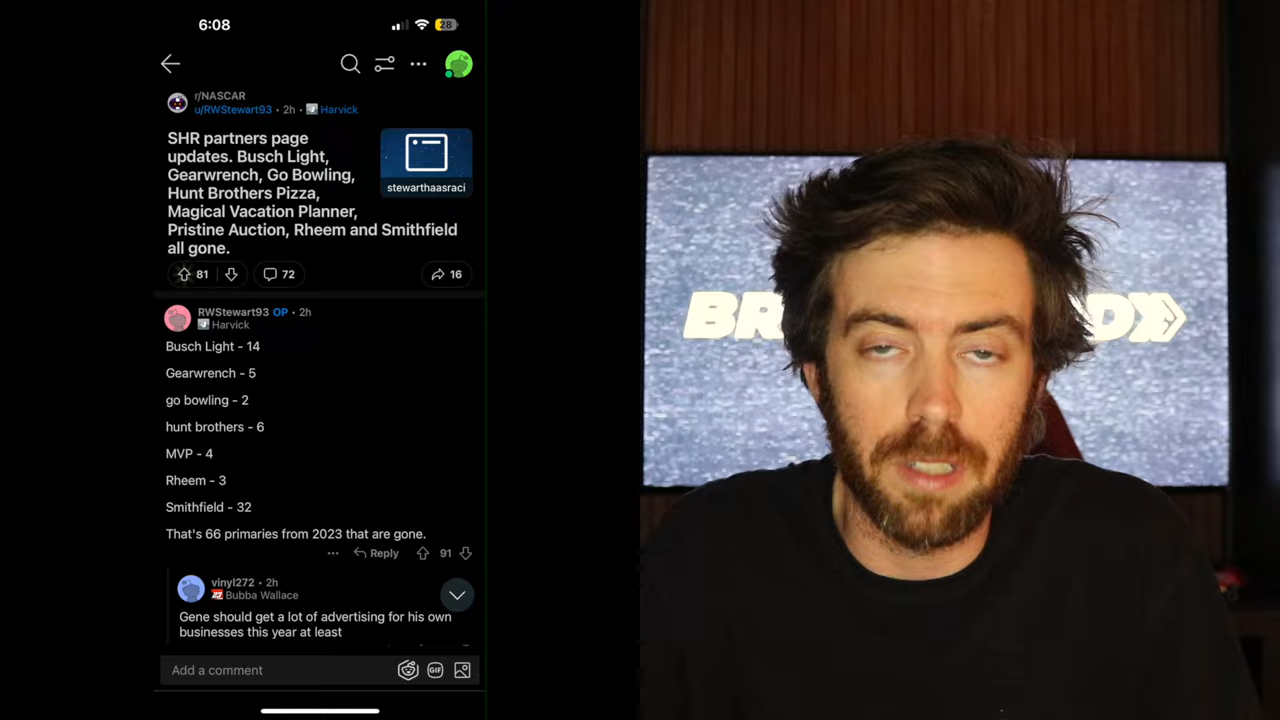 6:08
28
r/NASCAR
u/RWStewart93 • 2h • Harvick
SHR partners page
updates. Busch Light,
Gearwrench, Go Bowling,
Hunt Brothers Pizza,
Magical Vacation Planner,
Pristine Auction, Rheem and Smithfield
all gone.
stewarthaasraci
81
72
16
RWStewart93 OP • 2h
Harvick
Busch Light - 14
Gearwrench - 5
go bowling - 2
hunt brothers - 6
MVP - 4
Rheem - 3
Smithfield - 32
That's 66 primaries from 2023 that are gone.
... Reply 91
vinyl272 • 2h
Bubba Wallace
Gene should get a lot of advertising for his own
businesses this year at least
Add a comment
GIF